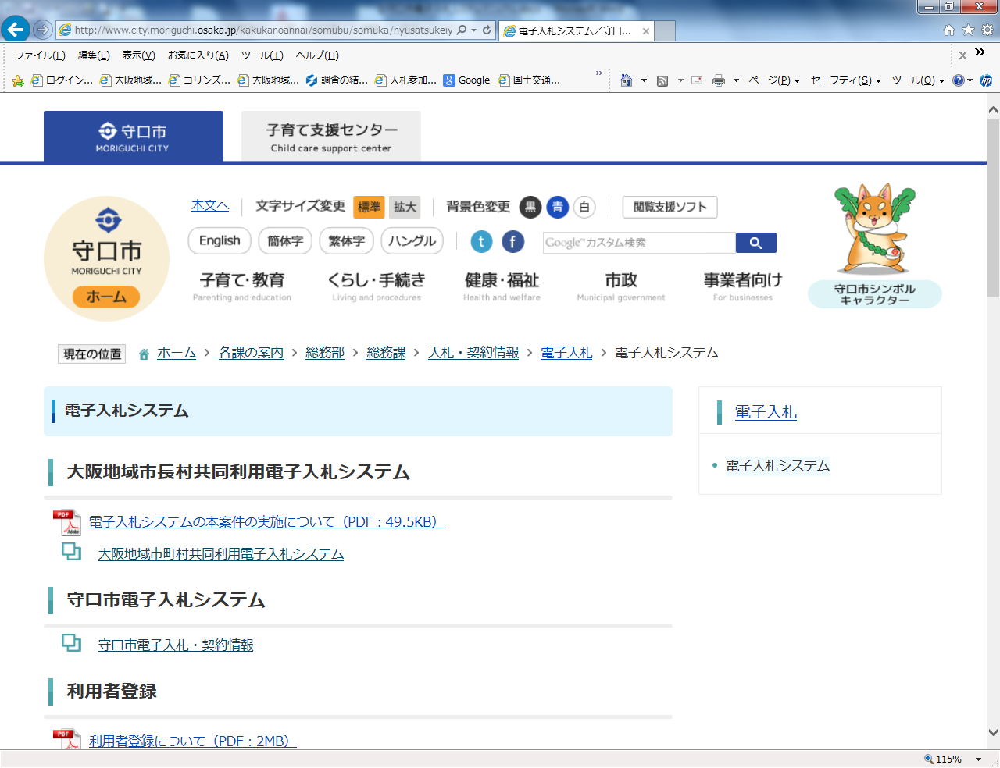 http://www.city.moriguchi.osaka.jp/kakukanoannai/somubu/somuka/nyusatsukeiy
電子入札システム／守口...
ファイル(F) 編集(E) 表示(V) お気に入り(A) ツール(T) ヘルプ(H)
ログイン... 大阪地域... コリンズ... 大阪地域... 調査の結... 入札参加... Google 国土交通... ページ(P) セーフティ(S) ツール(O)
守口市
MORIGUCHI CITY
子育て支援センター
Child care support center
本文へ 文字サイズ変更 標準 拡大 背景色変更 黒 青 白 閲覧支援ソフト
English 簡体字 繁体字 ハングル Google™カスタム検索
守口市
MORIGUCHI CITY
ホーム
子育て・教育 くらし・手続き 健康・福祉 市政 事業者向け
Parenting and education Living and procedures Health and welfare Municipal government For businesses
守口市シンボル
キャラクター
現在の位置 ホーム › 各課の案内 › 総務部 › 総務課 › 入札・契約情報 › 電子入札 › 電子入札システム
電子入札システム
大阪地域市長村共同利用電子入札システム
電子入札システムの本案件の実施について（PDF：49.5KB）
大阪地域市町村共同利用電子入札システム
守口市電子入札システム
守口市電子入札・契約情報
利用者登録
利用者登録について（PDF：2MB）
電子入札
電子入札システム
115%